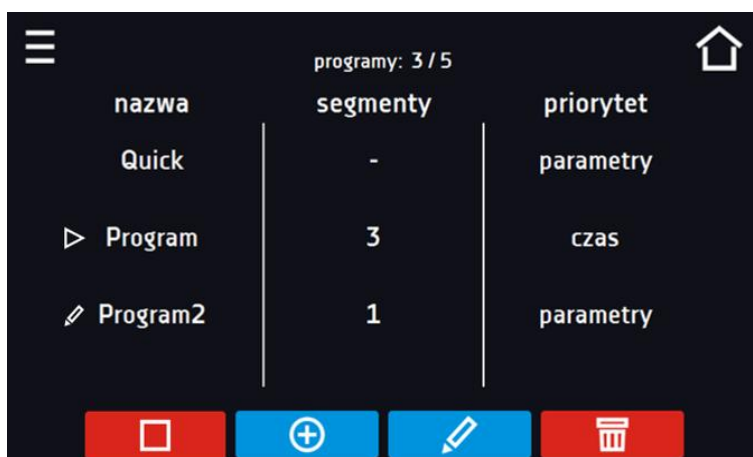 programy: 3 / 5
nazwa segmenty priorytet
Quick - parametry
Program 3 czas
Program2 1 parametry